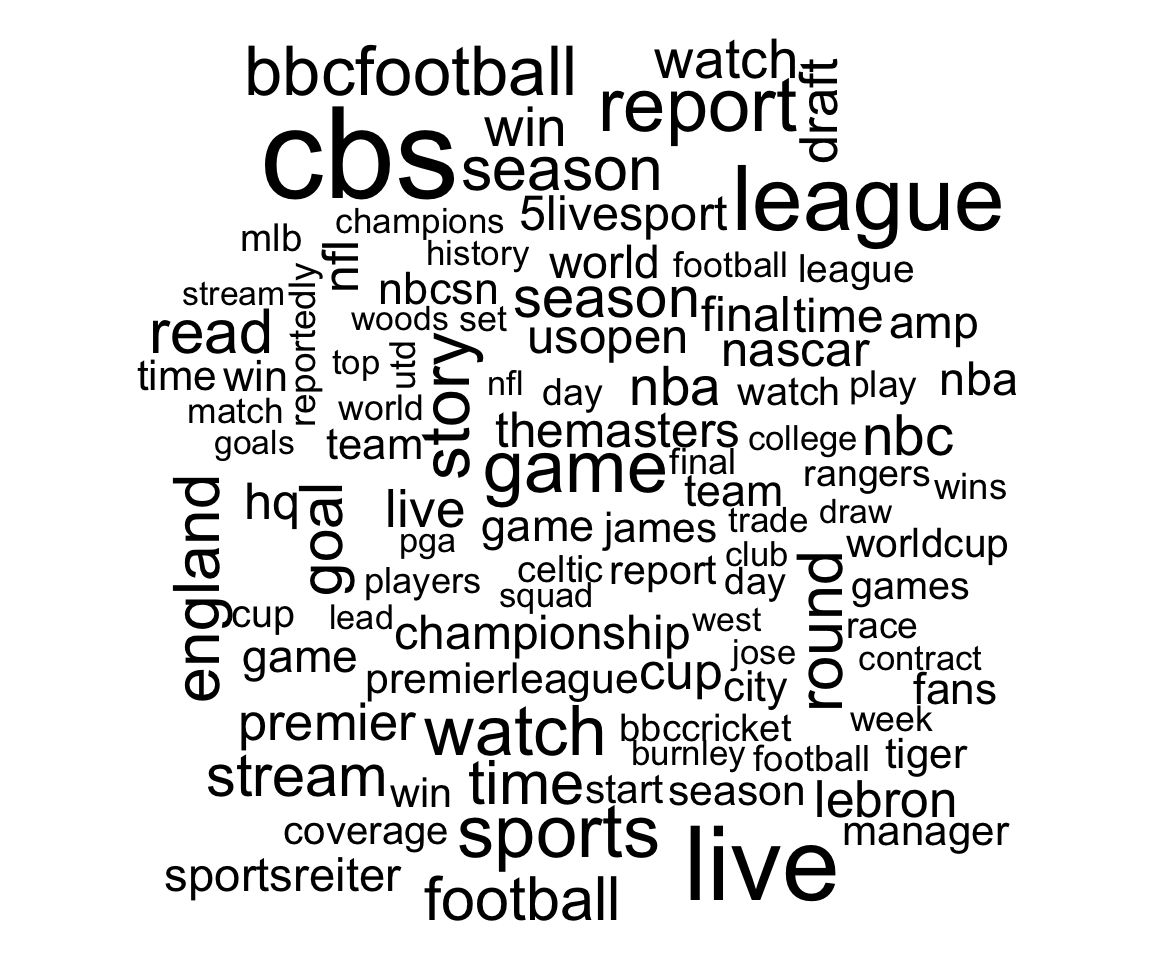 bbcfootball
watch
draft
report
cbs
win
season
league
champions
5livesport
mlb
nfl
history
world
football
league
stream
reportedly
nbcsn
season
final
time
amp
read
woods
set
usopen
nascar
time
win
top
utd
story
nfl
day
nba
watch
play
nba
match
world
goals
team
themasters
college
nbc
game
final
rangers
wins
england
hq
goal
live
team
game
james
trade
draw
pga
club
worldcup
players
celtic
report
day
round
games
squad
cup
lead
championship
west
race
game
jose
contract
premierleague
cup
city
fans
premier
watch
bbccricket
week
burnley
football
tiger
stream
win
time
start
season
lebron
coverage
sports
live
manager
sportsreiter
football